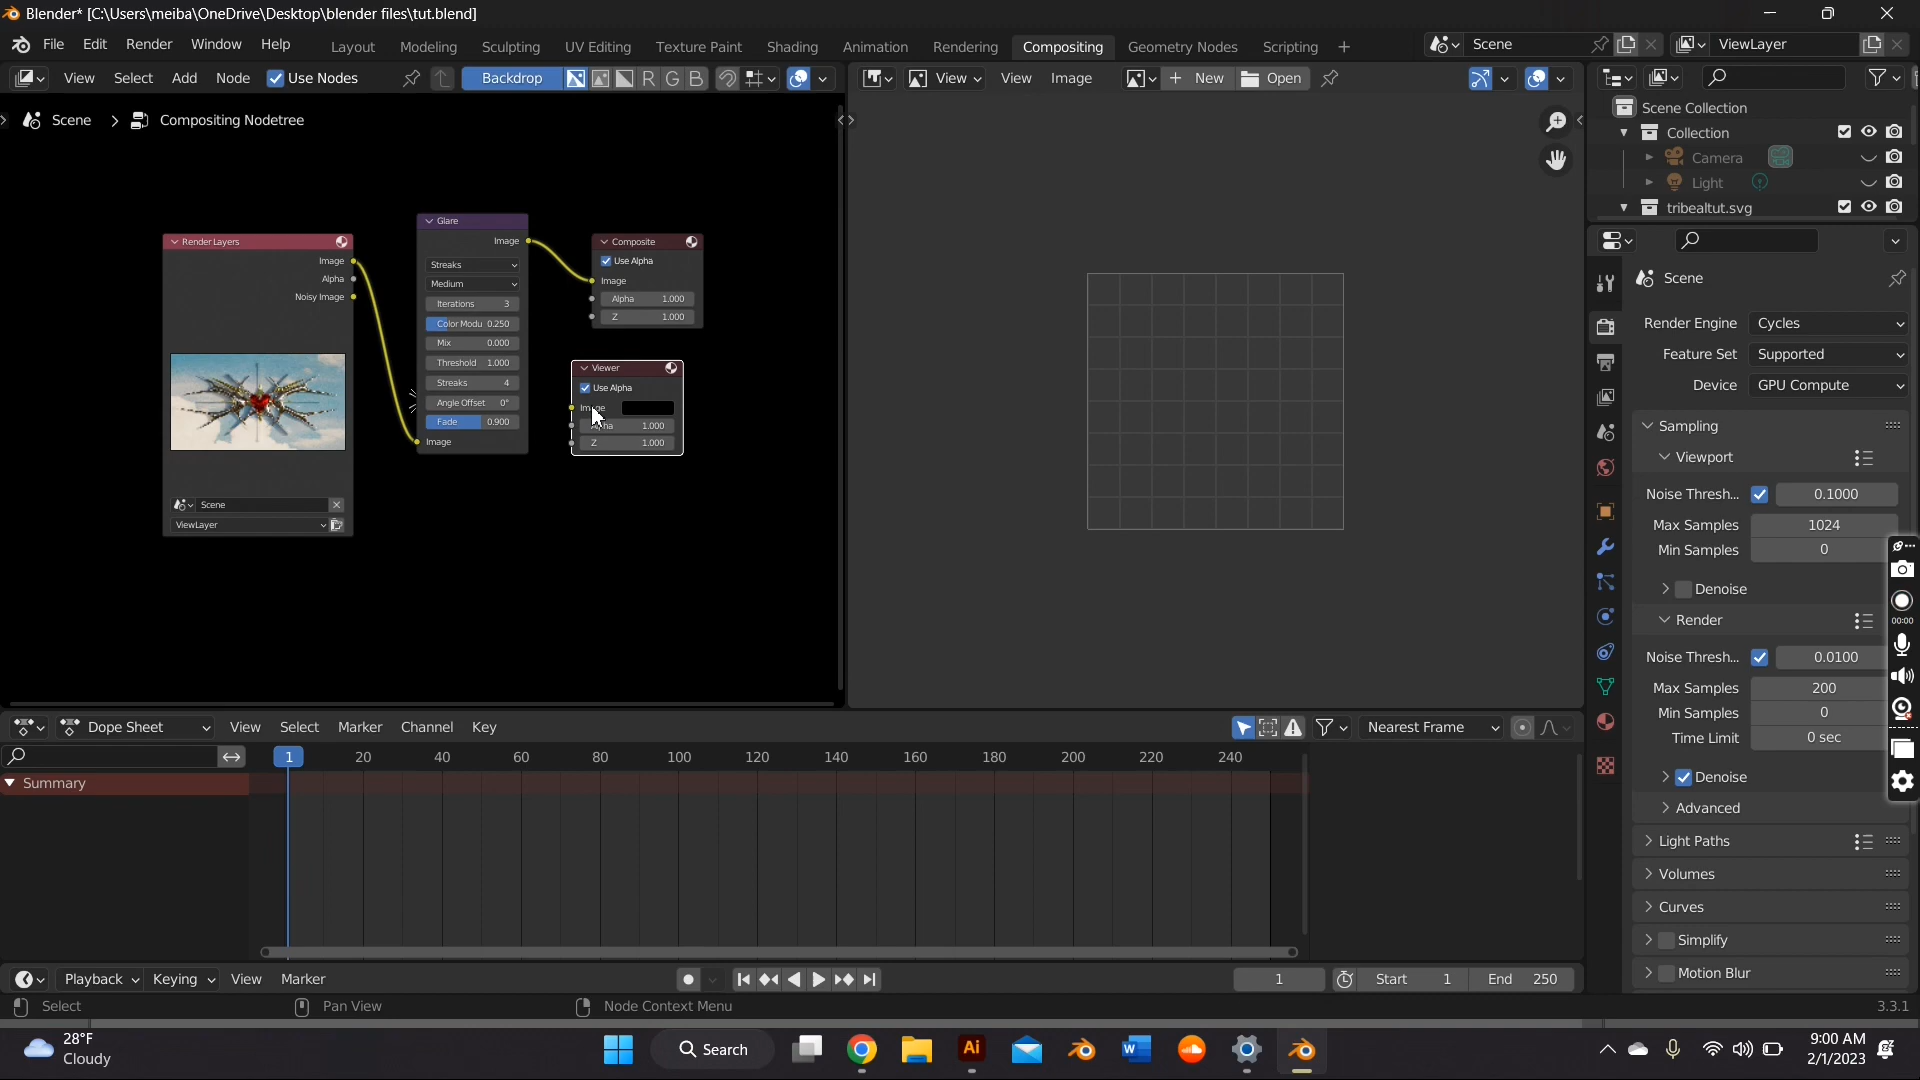 Blender* [C:\Users\meiba\OneDrive\Desktop\blender files\tut.blend]
File Edit Render Window Help Layout Modeling Sculpting UV Editing Texture Paint Shading Animation Rendering Compositing Geometry Nodes Scripting + Scene ViewLayer
View Select Add Node Use Nodes Backdrop R G B View View Image + New Open
Scene > Compositing Nodetree
Scene Collection
Collection
Camera
Light
tribealtut.svg
Render Layers
Image
Alpha
Noisy Image
Scene
ViewLayer
Glare
Image
Streaks
Medium
Iterations 3
Color Modu 0.250
Mix 0.000
Threshold 1.000
Streaks 4
Angle Offset 0°
Fade 0.900
Image
Composite
Use Alpha
Image
Alpha 1.000
Z 1.000
Viewer
Use Alpha
Alpha 1.000
Z 1.000
Scene
Render Engine Cycles
Feature Set Supported
Device GPU Compute
Sampling
Viewport
Noise Thresh... 0.1000
Max Samples 1024
Min Samples 0
Denoise
Render
Noise Thresh... 0.0100
Max Samples 200
Min Samples 0
Time Limit 0 sec
Denoise
Advanced
Light Paths
Volumes
Curves
Simplify
Motion Blur
00:00
Dope Sheet View Select Marker Channel Key Nearest Frame
1 20 40 60 80 100 120 140 160 180 200 220 240
Summary
Playback Keying View Marker 1 Start 1 End 250
Select Pan View Node Context Menu 3.3.1
28°F
Cloudy
Search
Ai
W
9:00 AM
2/1/2023